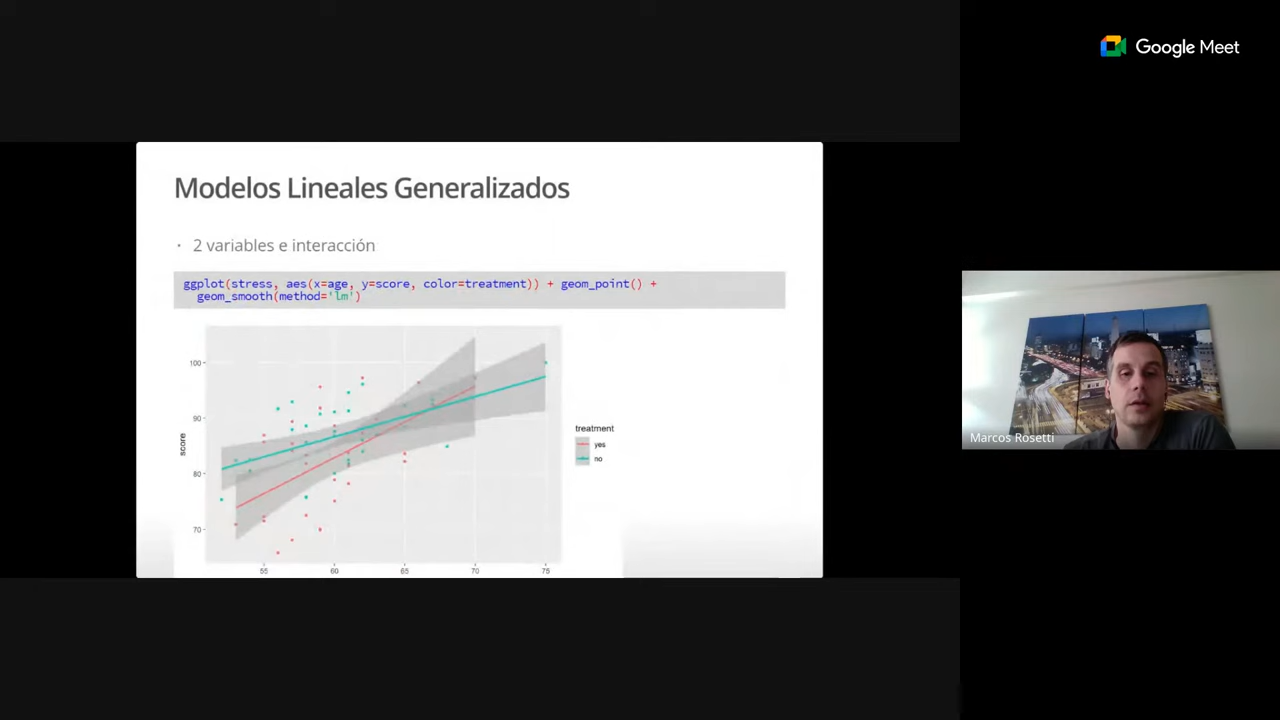 Google Meet
Modelos Lineales Generalizados
· 2 variables e interacción
ggplot(stress, aes(x=age, y=score, color=treatment)) + geom_point() +
geom_smooth(method='lm')
100
90
80
70
score
55 60 65 70 75
treatment
yes
no
Marcos Rosetti